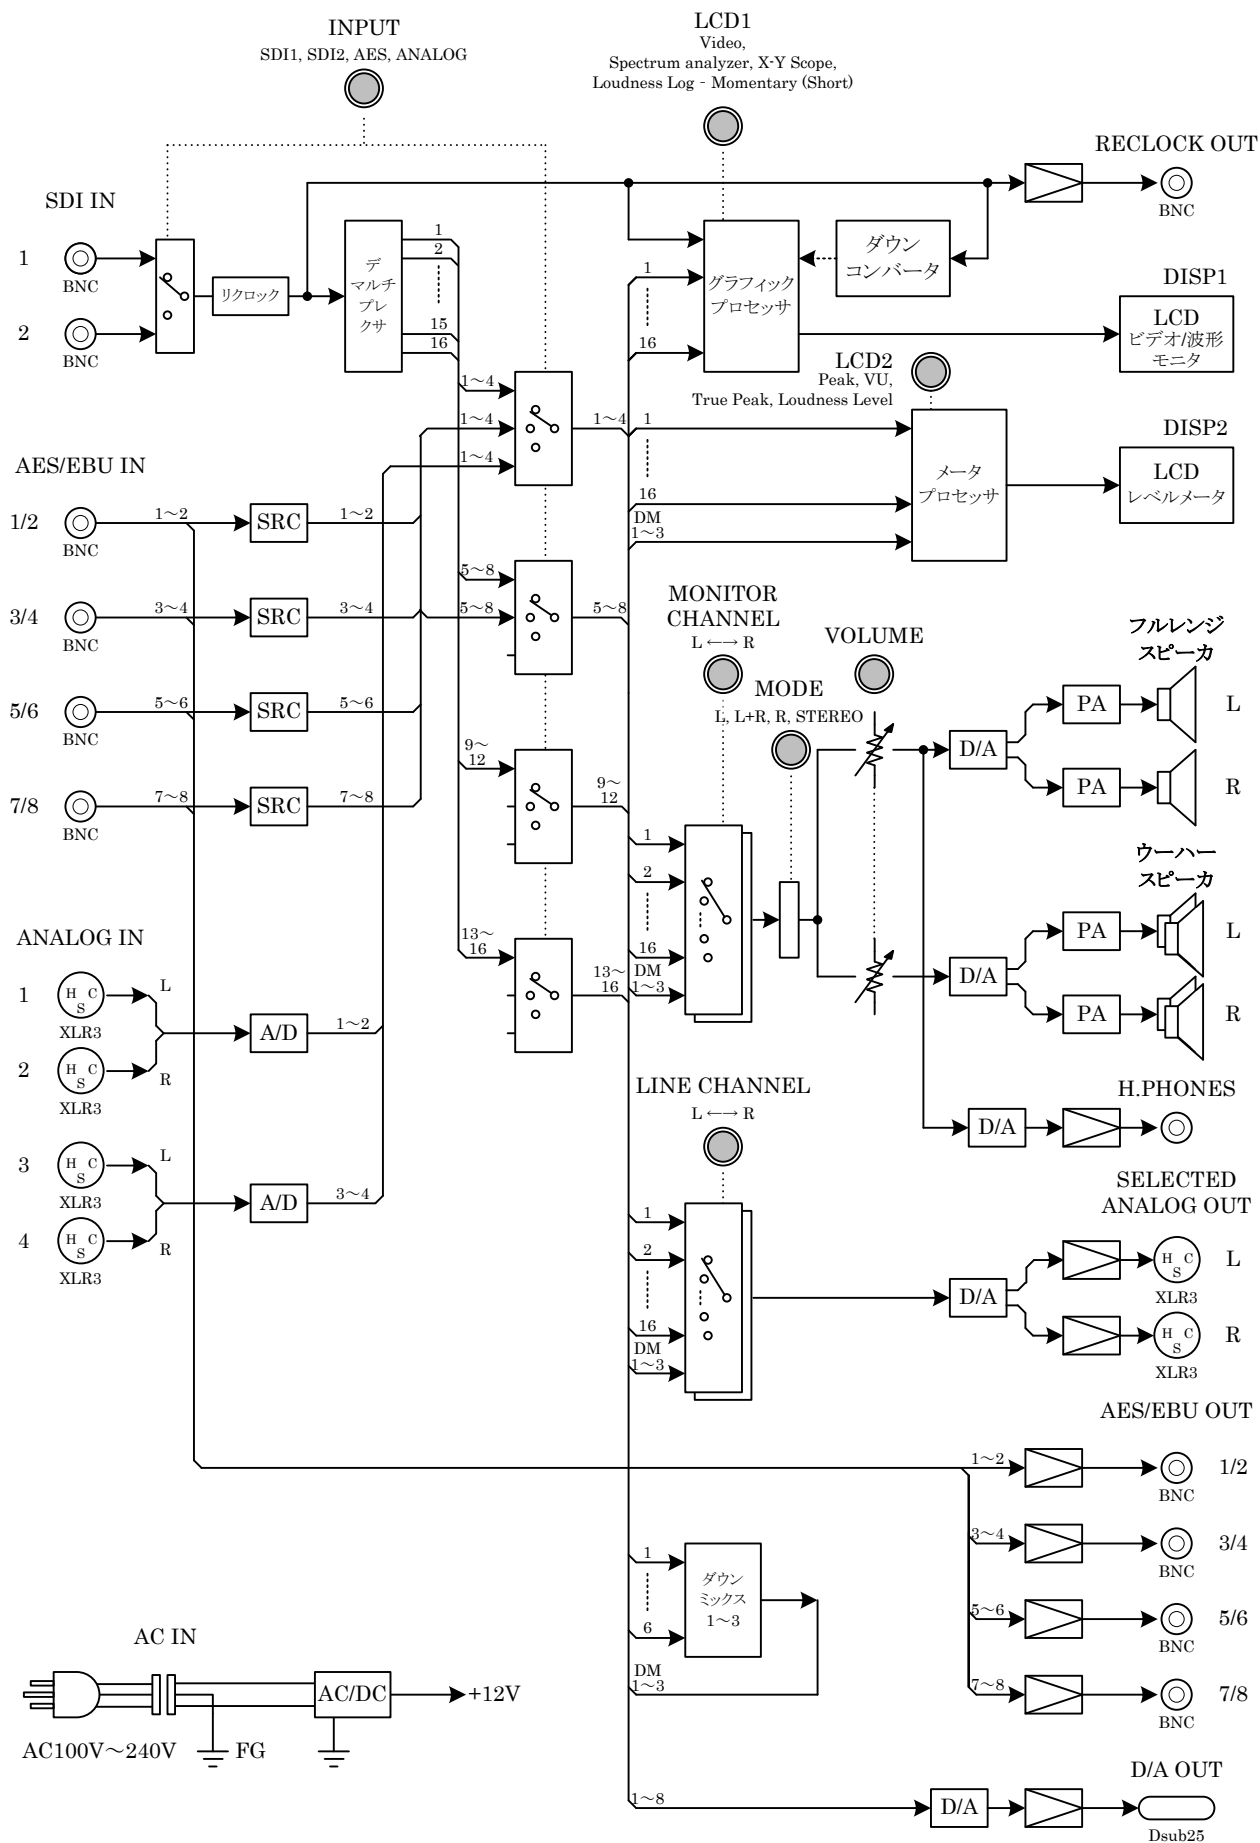 INPUT
SDI1, SDI2, AES, ANALOG
LCD1
Video,
Spectrum analyzer, X-Y Scope,
Loudness Log - Momentary (Short)
RECLOCK OUT
BNC
SDI IN
1
BNC
2
BNC
リクロック
デ
マルチ
プレ
クサ
1
2
15
16
1
16
グラフィック
プロセッサ
ダウン
コンバータ
DISP1
LCD
ビデオ/波形
モニタ
LCD2
Peak, VU,
True Peak, Loudness Level
1～4
1～4
1～4
1～4
1
16
DM
1～3
メータ
プロセッサ
DISP2
LCD
レベルメータ
AES/EBU IN
1/2
BNC
1～2
SRC
1～2
3/4
BNC
3～4
SRC
3～4
5/6
BNC
5～6
SRC
5～6
7/8
BNC
7～8
SRC
7～8
5～8
5～8
5～8
9～
12
9～
12
13～
16
13～
16
MONITOR
CHANNEL
L ←→ R
MODE
L, L+R, R, STEREO
VOLUME
1
2
16
DM
1～3
フルレンジ
スピーカ
D/A
PA
L
PA
R
ウーハー
スピーカ
D/A
PA
L
PA
R
H.PHONES
D/A
ANALOG IN
1
H C
S
XLR3
L
2
H C
S
XLR3
R
A/D
1～2
3
H C
S
XLR3
L
4
H C
S
XLR3
R
A/D
3～4
LINE CHANNEL
L ←→ R
1
2
16
DM
1～3
SELECTED
ANALOG OUT
D/A
H C
S
XLR3
L
H C
S
XLR3
R
AES/EBU OUT
1～2
BNC
1/2
3～4
BNC
3/4
5～6
BNC
5/6
7～8
BNC
7/8
1
6
ダウン
ミックス
1～3
DM
1～3
AC IN
AC/DC
+12V
AC100V～240V
FG
D/A OUT
1～8
D/A
Dsub25